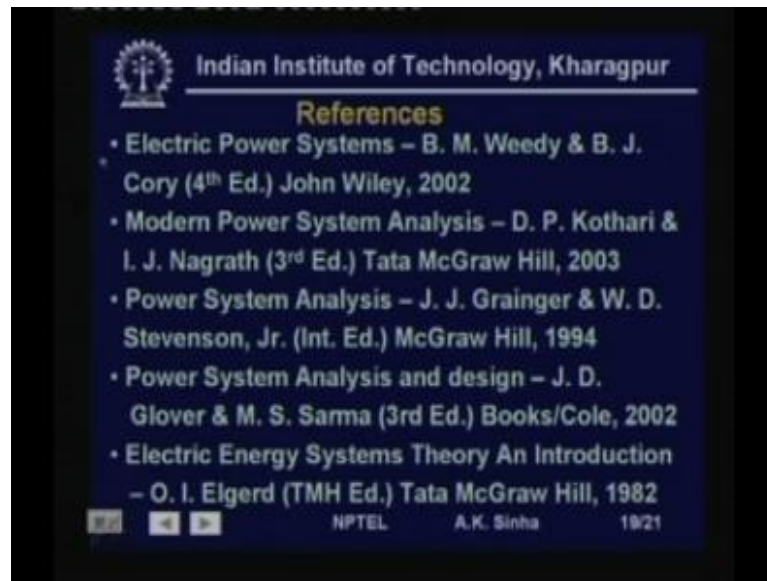 Indian Institute of Technology, Kharagpur
References
• Electric Power Systems – B. M. Weedy & B. J.
Cory (4th Ed.) John Wiley, 2002
• Modern Power System Analysis – D. P. Kothari &
I. J. Nagrath (3rd Ed.) Tata McGraw Hill, 2003
• Power System Analysis – J. J. Grainger & W. D.
Stevenson, Jr. (Int. Ed.) McGraw Hill, 1994
• Power System Analysis and design – J. D.
Glover & M. S. Sarma (3rd Ed.) Books/Cole, 2002
• Electric Energy Systems Theory An Introduction
– O. I. Elgerd (TMH Ed.) Tata McGraw Hill, 1982
NPTEL A.K. Sinha 19/21